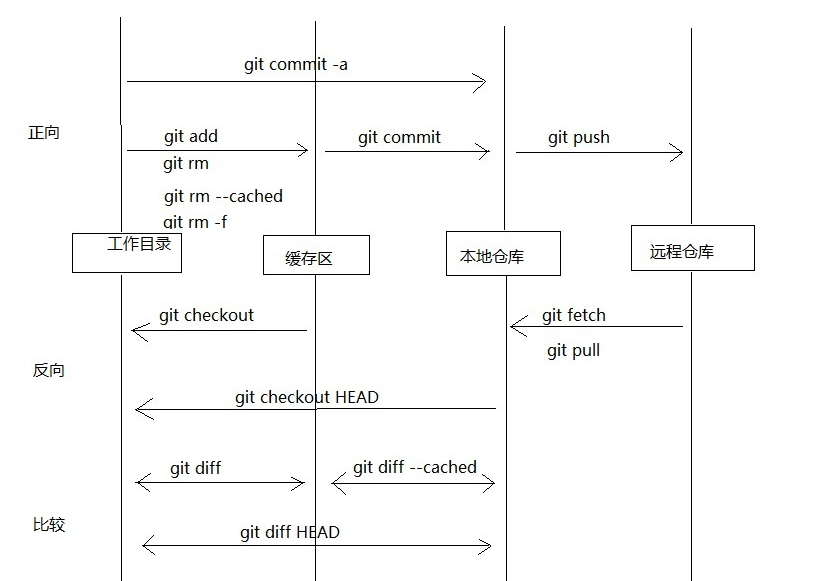 git commit -a
正向
git add
git commit
git push
git rm
git rm --cached
git rm -f
工作目录
缓存区
本地仓库
远程仓库
git checkout
git fetch
git pull
反向
git checkout HEAD
git diff
git diff --cached
比较
git diff HEAD